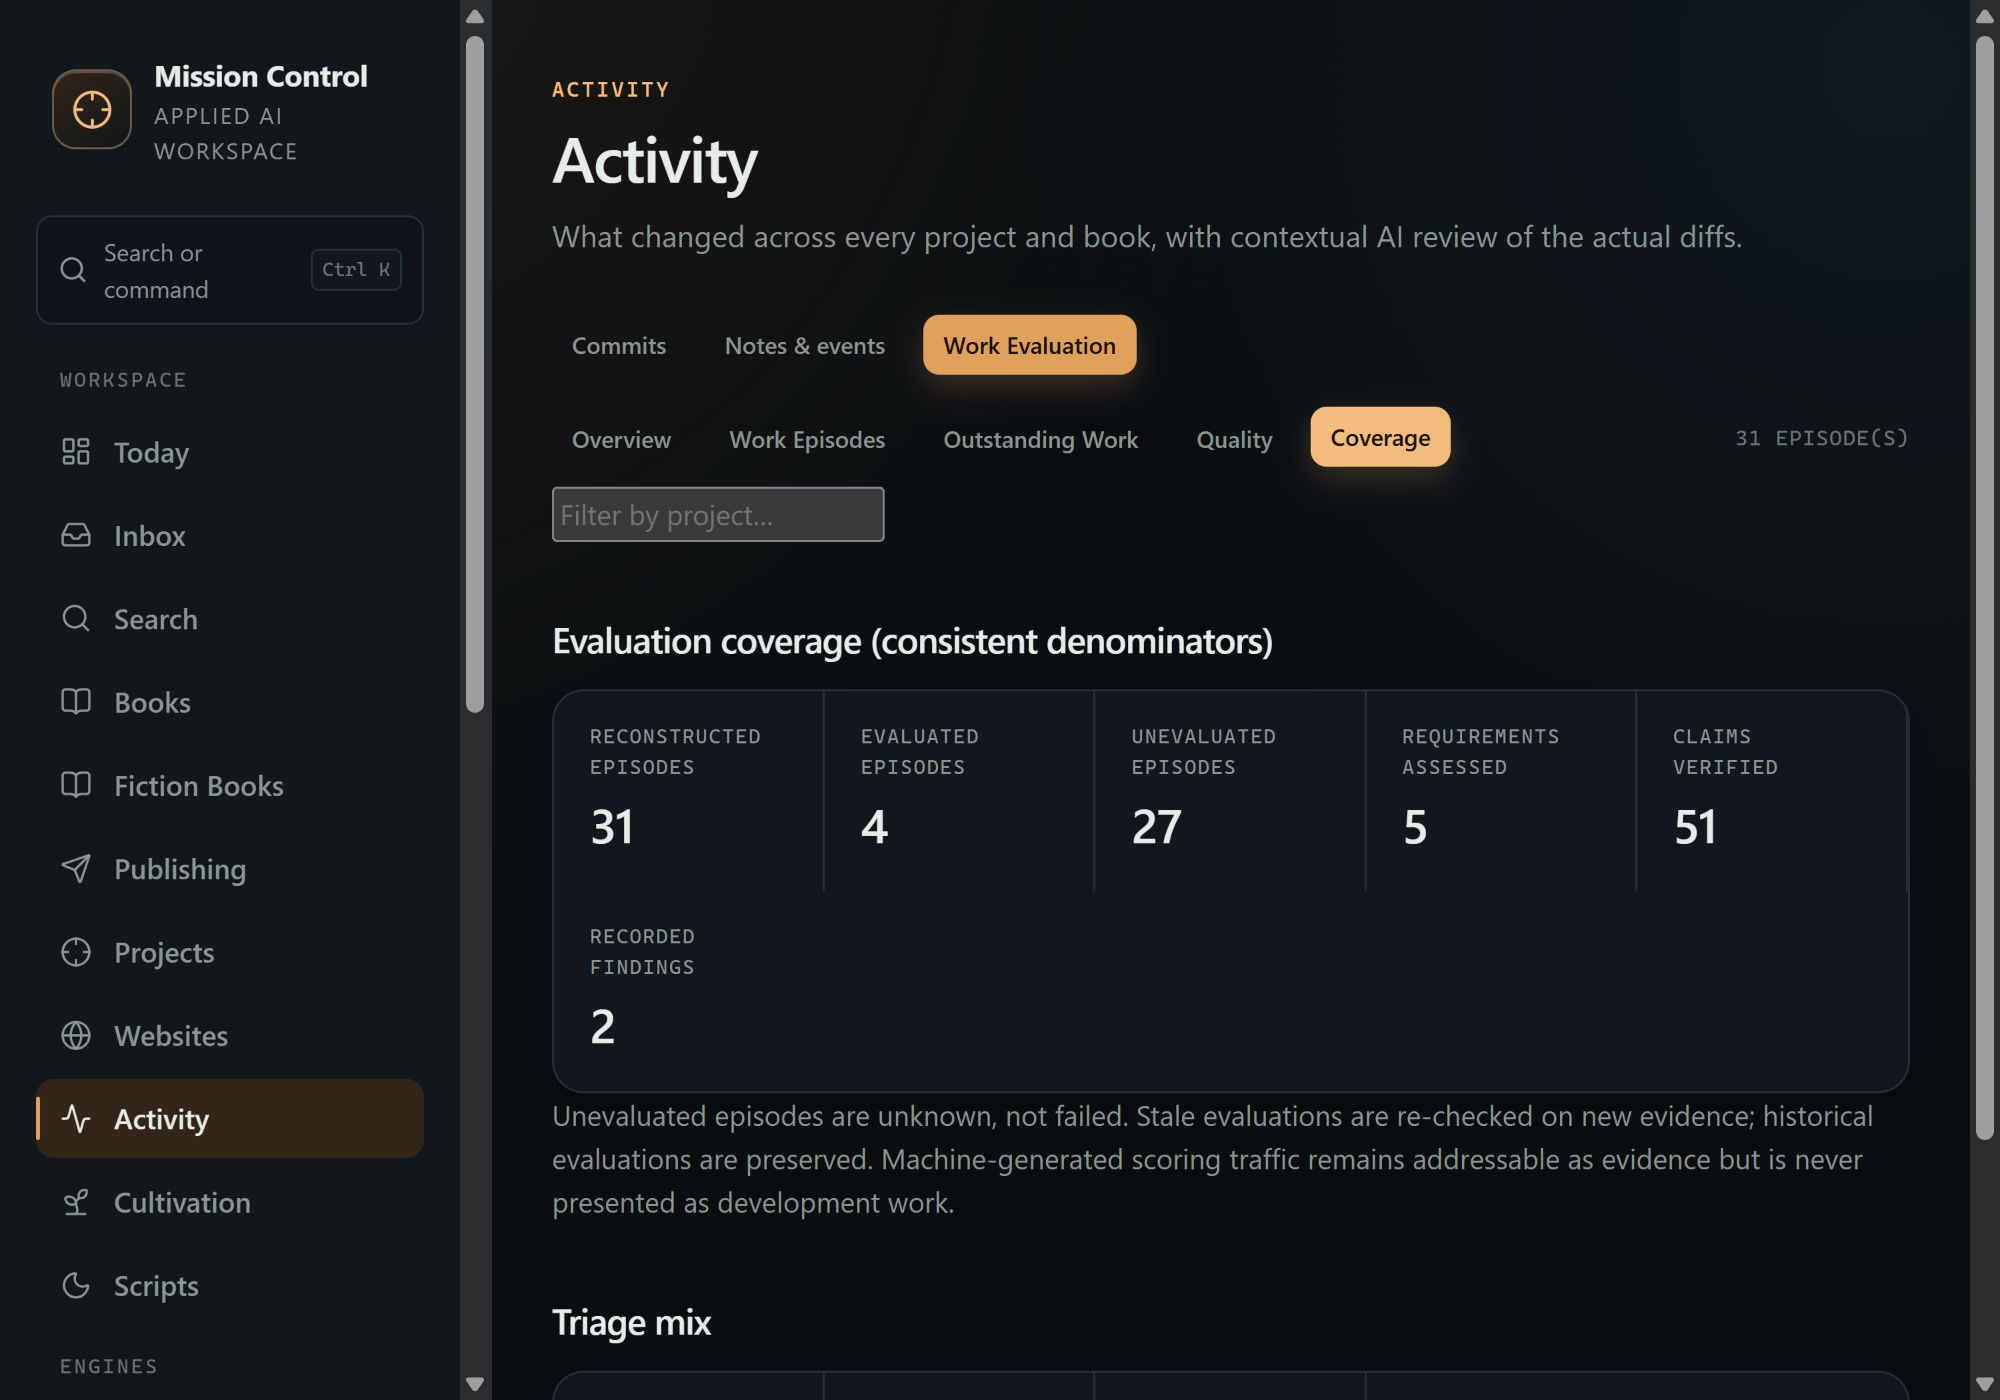 Mission Control
APPLIED AI
WORKSPACE
Search or
command
Ctrl K
WORKSPACE
Today
Inbox
Search
Books
Fiction Books
Publishing
Projects
Websites
Activity
Cultivation
Scripts
ENGINES
ACTIVITY
Activity
What changed across every project and book, with contextual AI review of the actual diffs.
Commits
Notes & events
Work Evaluation
Overview
Work Episodes
Outstanding Work
Quality
Coverage
31 EPISODE(S)
Filter by project...
Evaluation coverage (consistent denominators)
RECONSTRUCTED
EPISODES
31
EVALUATED
EPISODES
4
UNEVALUATED
EPISODES
27
REQUIREMENTS
ASSESSED
5
CLAIMS
VERIFIED
51
RECORDED
FINDINGS
2
Unevaluated episodes are unknown, not failed. Stale evaluations are re-checked on new evidence; historical
evaluations are preserved. Machine-generated scoring traffic remains addressable as evidence but is never
presented as development work.
Triage mix